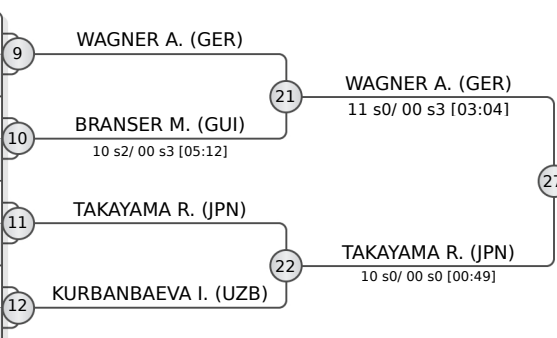 WAGNER A. (GER)
9
21
WAGNER A. (GER)
11 s0/ 00 s3 [03:04]
BRANSER M. (GUI)
10
10 s2/ 00 s3 [05:12]
27
TAKAYAMA R. (JPN)
11
22
TAKAYAMA R. (JPN)
10 s0/ 00 s0 [00:49]
KURBANBAEVA I. (UZB)
12